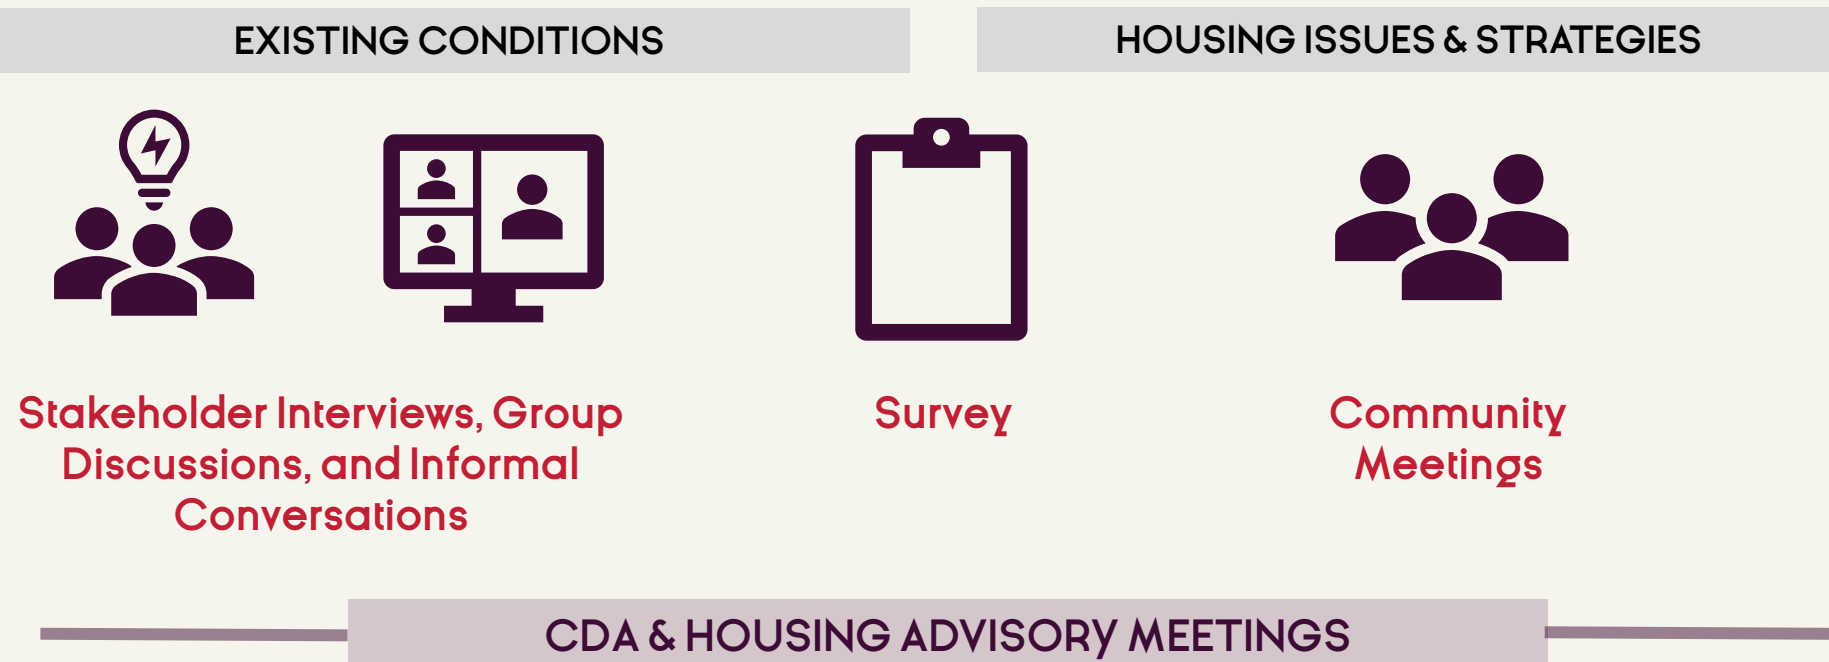 EXISTING CONDITIONS
HOUSING ISSUES & STRATEGIES
Stakeholder Interviews, Group
Discussions, and Informal
Conversations
Survey
Community
Meetings
CDA & HOUSING ADVISORY MEETINGS